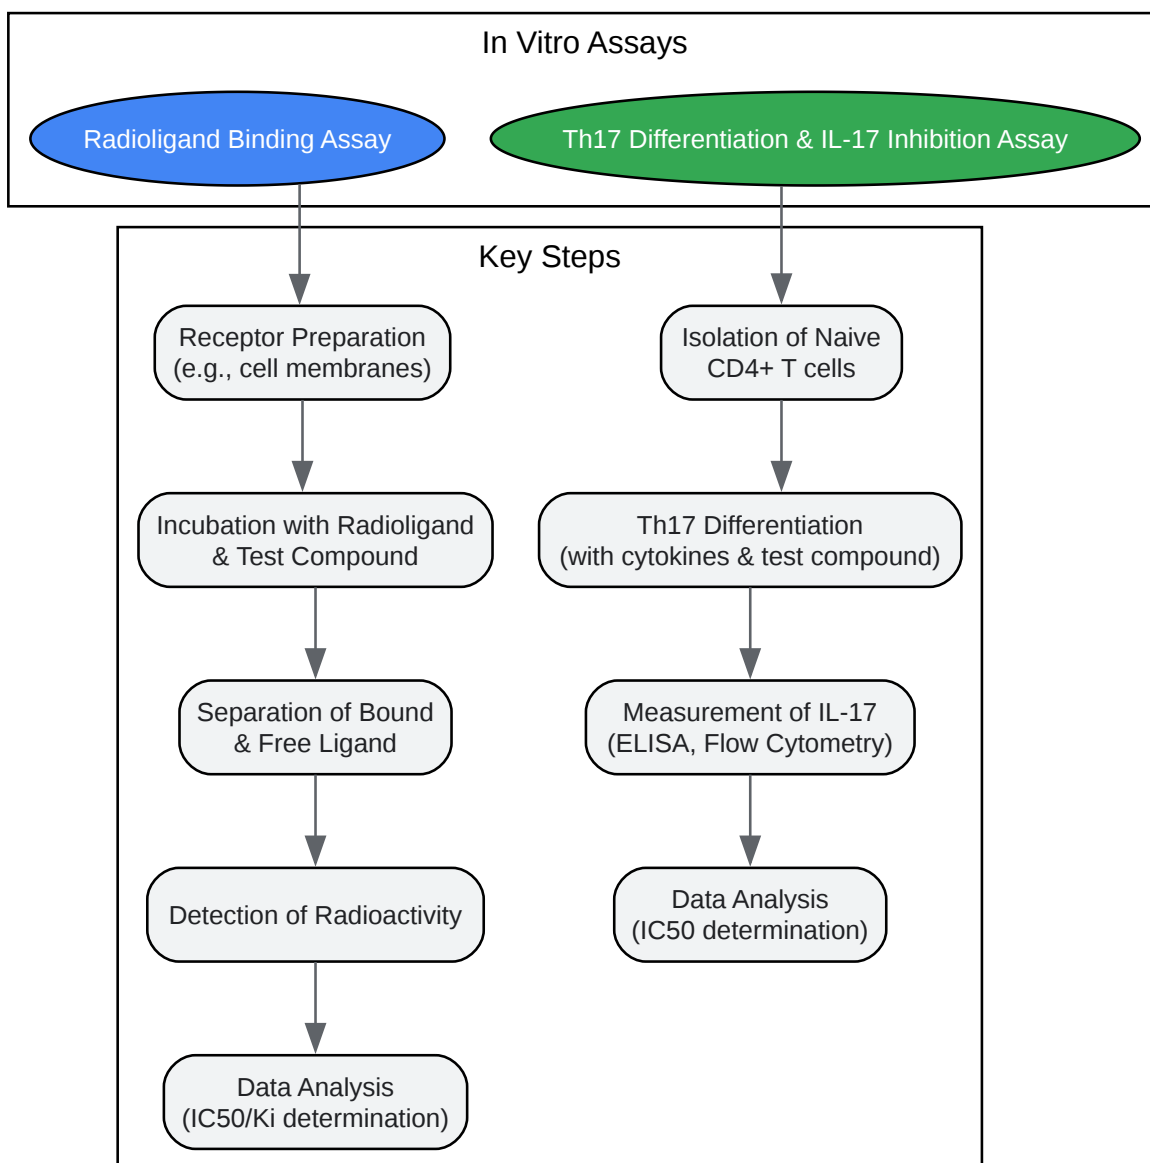 In Vitro Assays
Radioligand Binding Assay
Th17 Differentiation & IL-17 Inhibition Assay
Key Steps
Receptor Preparation
(e.g., cell membranes)
Isolation of Naive
CD4+ T cells
Incubation with Radioligand
& Test Compound
Th17 Differentiation
(with cytokines & test compound)
Separation of Bound
& Free Ligand
Measurement of IL-17
(ELISA, Flow Cytometry)
Detection of Radioactivity
Data Analysis
(IC50 determination)
Data Analysis
(IC50/Ki determination)